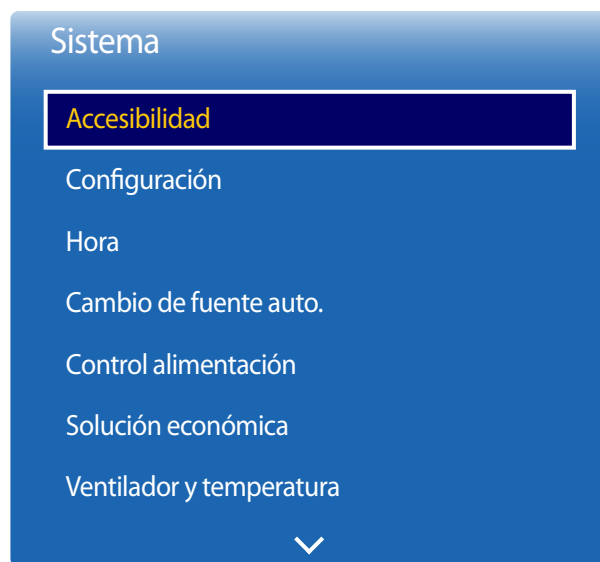 Sistema
Accesibilidad
Configuración
Hora
Cambio de fuente auto.
Control alimentación
Solución económica
Ventilador y temperatura